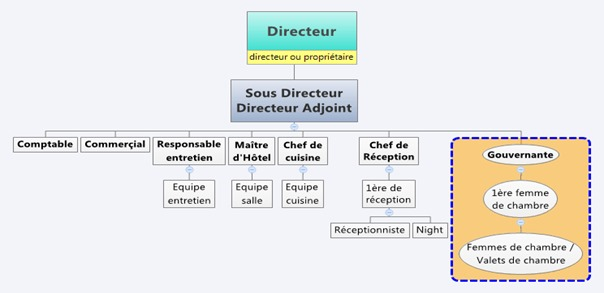 Directeur
directeur ou propriétaire
Sous Directeur
Directeur Adjoint
Comptable
Commerçial
Responsable
entretien
Maître
d'Hôtel
Chef de
cuisine
Chef de
Réception
Gouvernante
Equipe
entretien
Equipe
salle
Equipe
cuisine
1ère de
réception
1ère femme
de chambre
Réceptionniste
Night
Femmes de chambre /
Valets de chambre